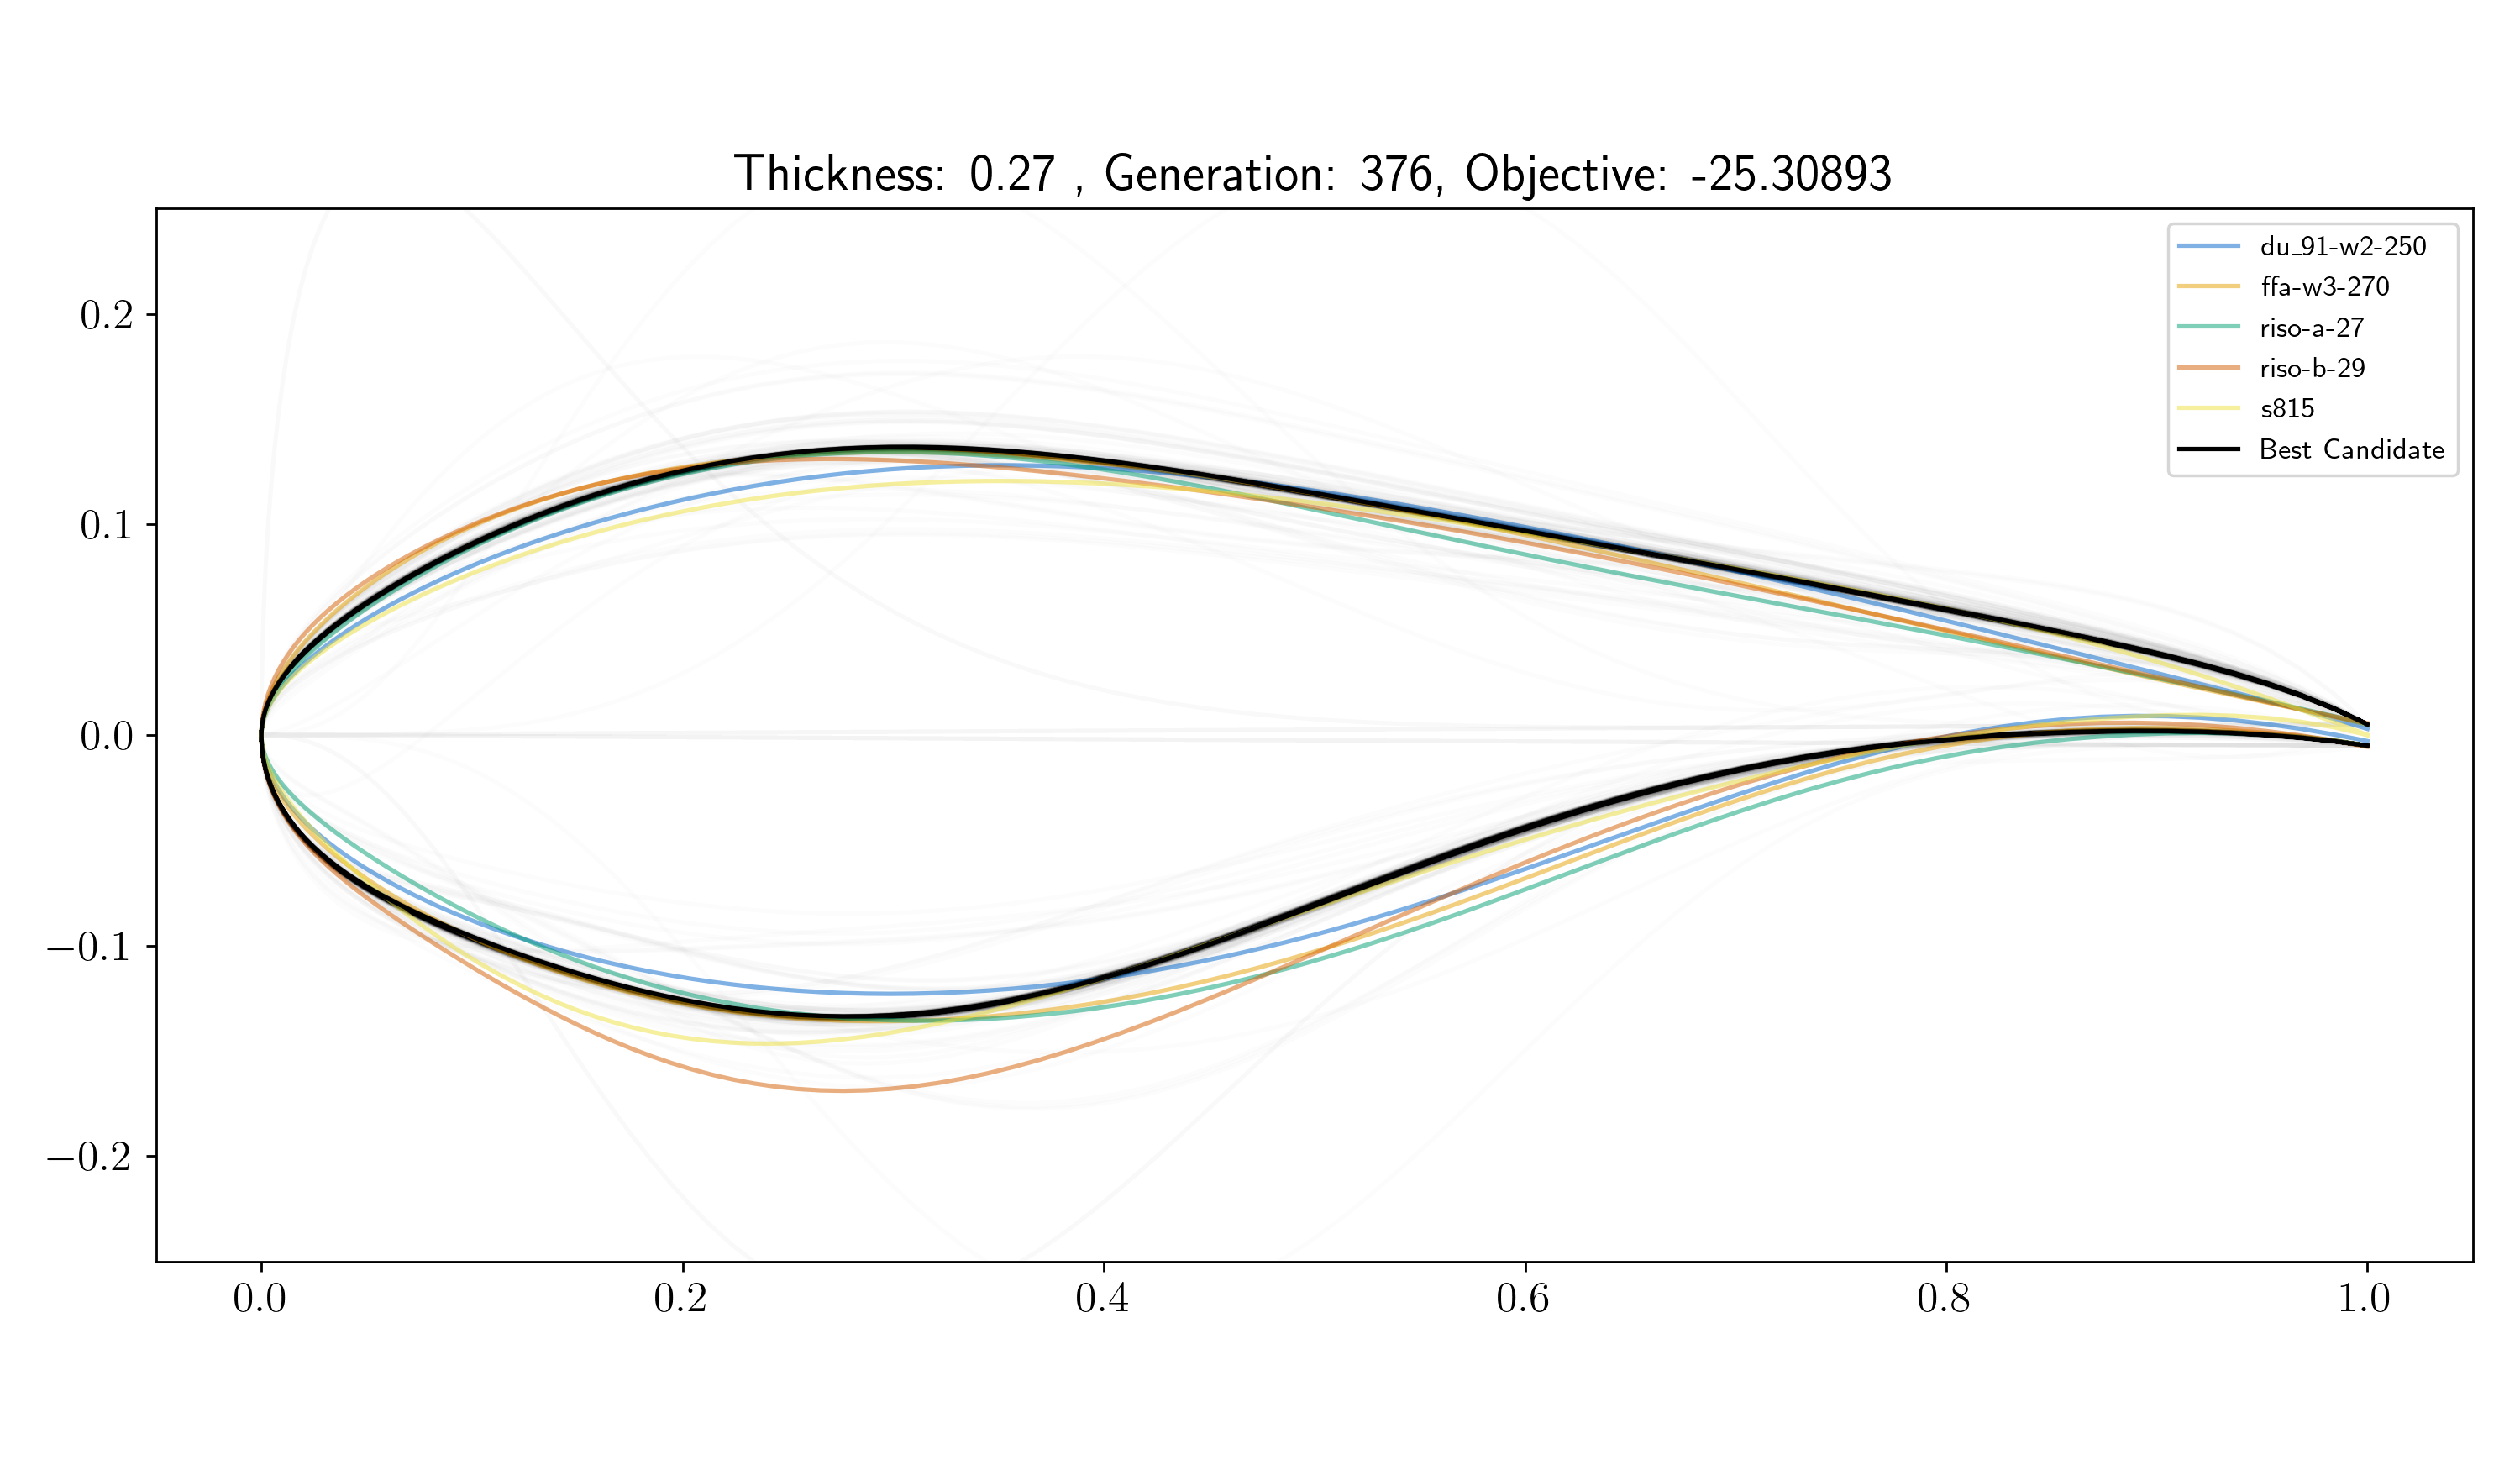 Thickness: 0.27 , Generation: 376, Objective: -25.30893
du_91-w2-250
ffa-w3-270
riso-a-27
riso-b-29
s815
Best Candidate
0.2
0.1
0.0
−0.1
−0.2
0.0 0.2 0.4 0.6 0.8 1.0